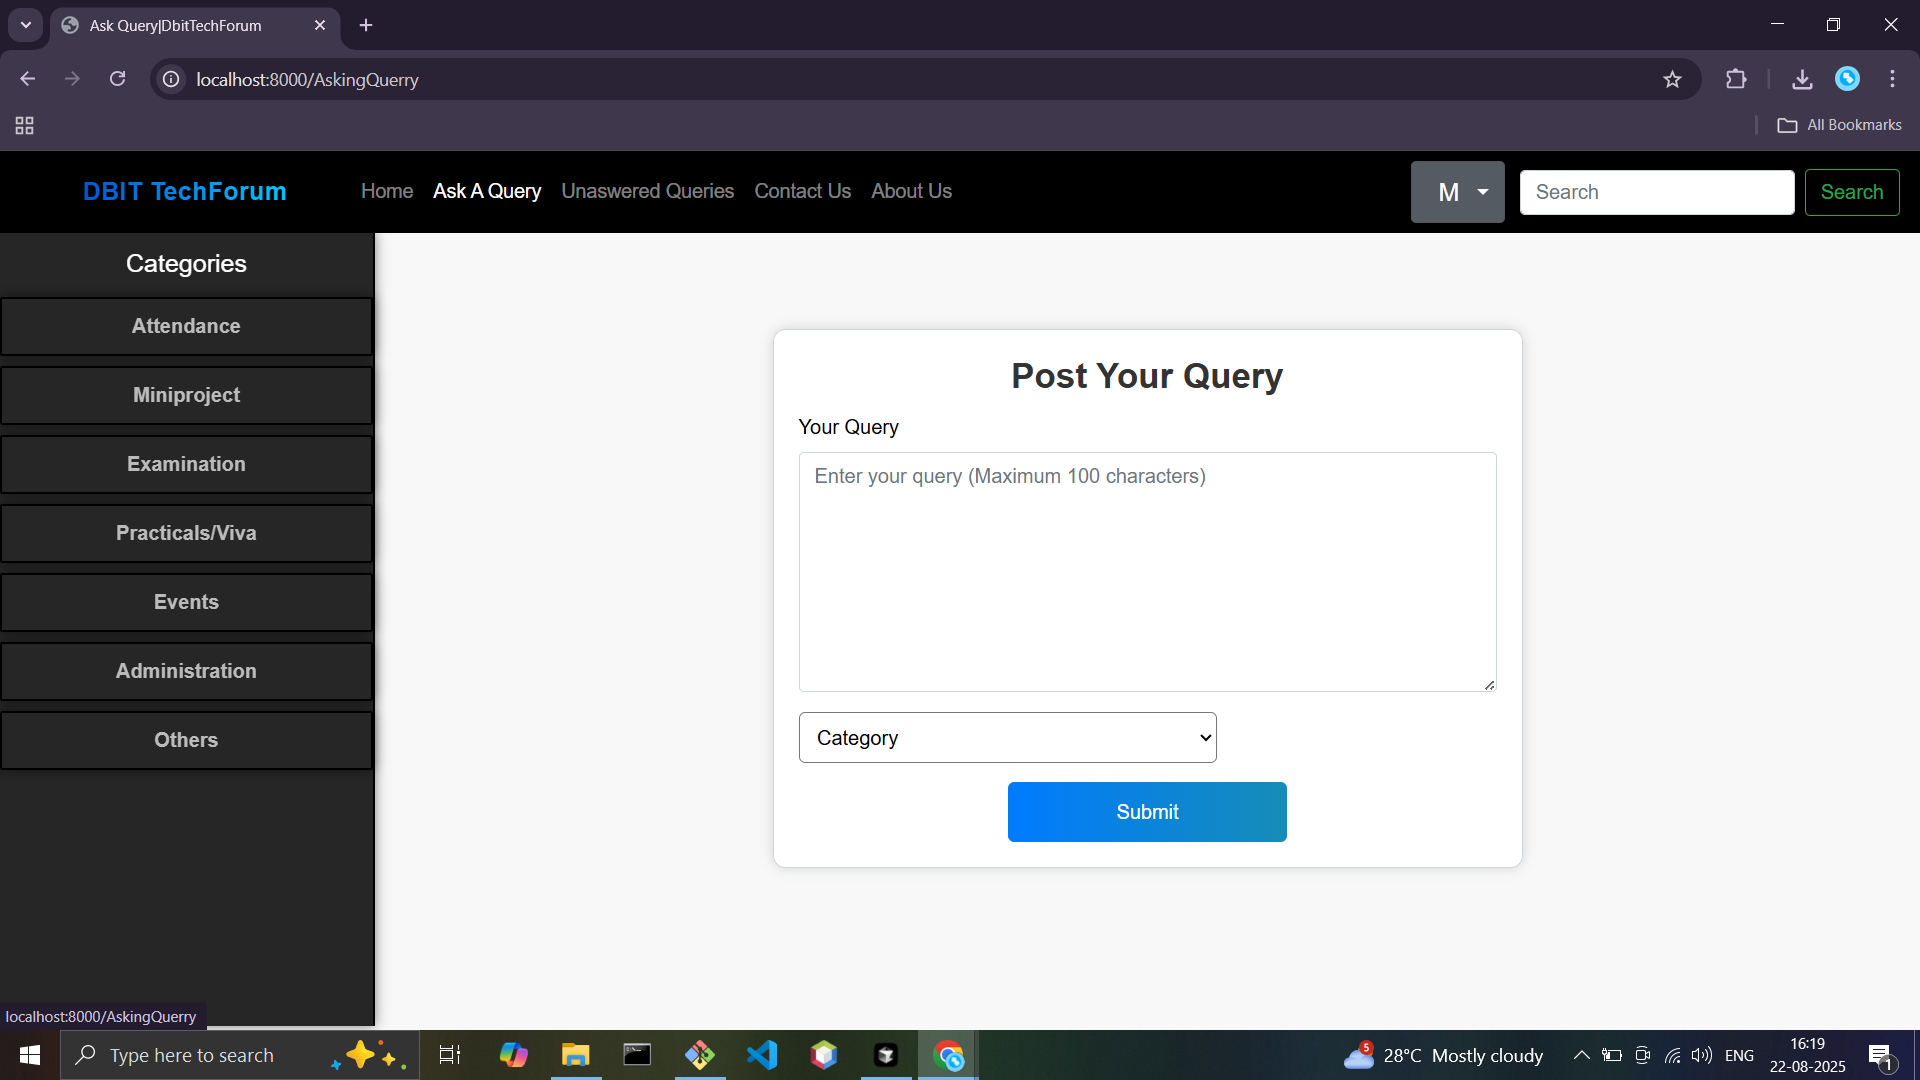 Ask Query|DbitTechForum
localhost:8000/AskingQuerry
All Bookmarks
DBIT TechForum
Home
Ask A Query
Unaswered Queries
Contact Us
About Us
M
Search
Search
Categories
Attendance
Miniproject
Examination
Practicals/Viva
Events
Administration
Others
Post Your Query
Your Query
Enter your query (Maximum 100 characters)
Category
Submit
localhost:8000/AskingQuerry
Type here to search
5
28°C Mostly cloudy
ENG
16:19
22-08-2025
1